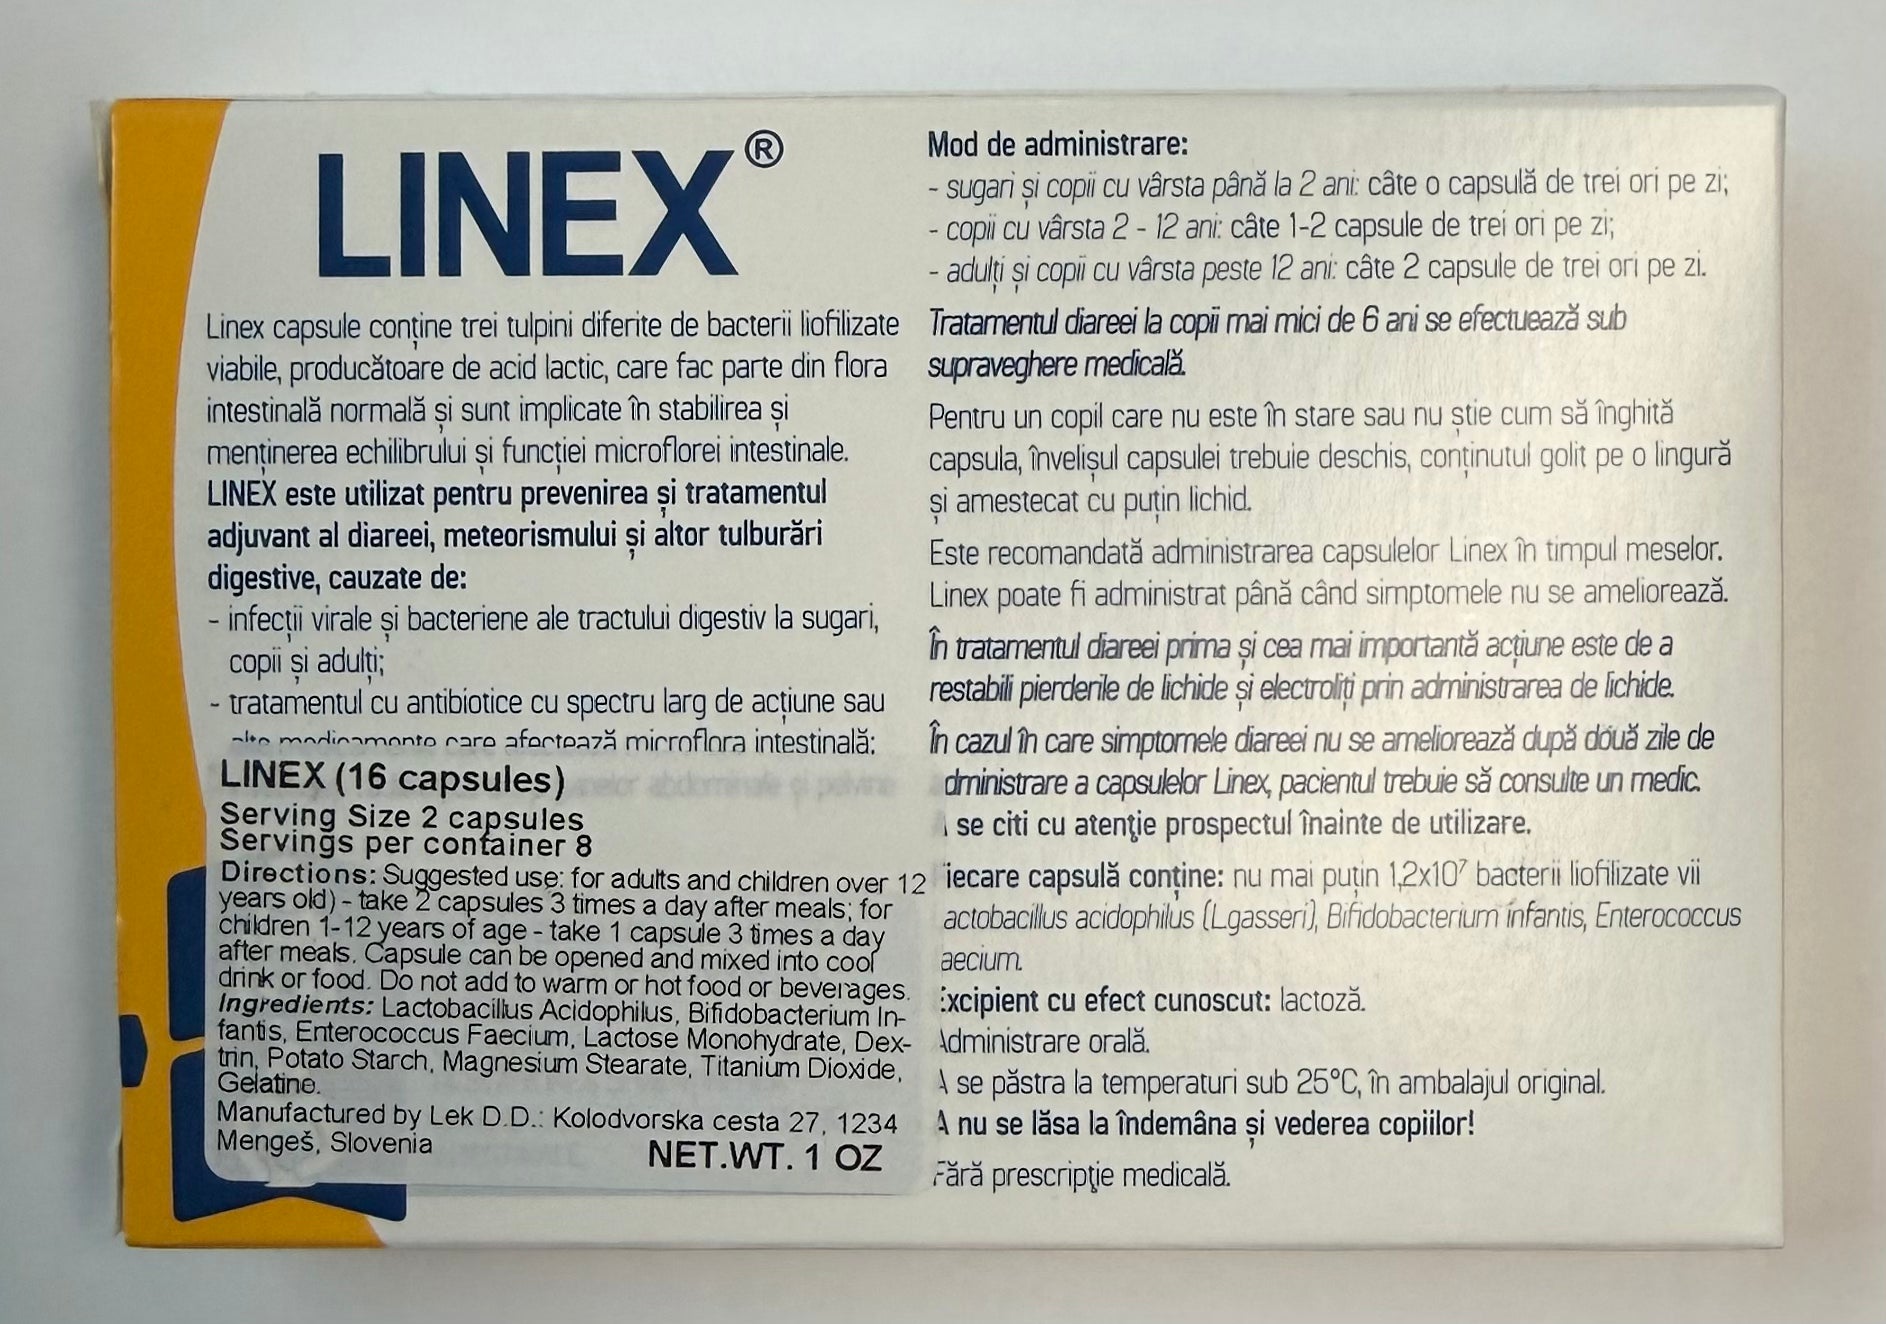 LINEX®
Linex capsule conține trei tulpini diferite de bacterii liofilizate
viabile, producătoare de acid lactic, care fac parte din flora
intestinală normală și sunt implicate în stabilirea și
menținerea echilibrului și funcției microflorei intestinale.
LINEX este utilizat pentru prevenirea și tratamentul
adjuvant al diareei, meteorismului și altor tulburări
digestive, cauzate de:
- infecții virale și bacteriene ale tractului digestiv la sugari,
copii și adulți;
- tratamentul cu antibiotice cu spectru larg de acțiune sau
alte medicamente care afectează microflora intestinală;
abdominale și pelvine
LINEX (16 capsules)
Serving Size 2 capsules
Servings per container 8
Directions: Suggested use: for adults and children over 12
years old) - take 2 capsules 3 times a day after meals; for
children 1-12 years of age - take 1 capsule 3 times a day
after meals. Capsule can be opened and mixed into cool
drink or food. Do not add to warm or hot food or beverages.
Ingredients: Lactobacillus Acidophilus, Bifidobacterium In-
fantis, Enterococcus Faecium, Lactose Monohydrate, Dex-
trin, Potato Starch, Magnesium Stearate, Titanium Dioxide,
Gelatine.
Manufactured by Lek D.D.: Kolodvorska cesta 27, 1234
Mengeš, Slovenia
NET.WT. 1 OZ
Mod de administrare:
- sugari și copii cu vârsta până la 2 ani: câte o capsulă de trei ori pe zi;
- copii cu vârsta 2 - 12 ani: câte 1-2 capsule de trei ori pe zi;
- adulți și copii cu vârsta peste 12 ani: câte 2 capsule de trei ori pe zi.
Tratamentul diareei la copii mai mici de 6 ani se efectuează sub
supraveghere medicală.
Pentru un copil care nu este în stare sau nu știe cum să înghită
capsula, învelișul capsulei trebuie deschis, conținutul golit pe o lingură
și amestecat cu puțin lichid.
Este recomandată administrarea capsulelor Linex în timpul meselor.
Linex poate fi administrat până când simptomele nu se ameliorează.
În tratamentul diareei prima și cea mai importantă acțiune este de a
restabili pierderile de lichide și electroliți prin administrarea de lichide.
În cazul în care simptomele diareei nu se ameliorează după două zile de
dministrare a capsulelor Linex, pacientul trebuie să consulte un medic.
se citi cu atenţie prospectul înainte de utilizare.
iecare capsulă conține: nu mai puțin 1,2x10⁷ bacterii liofilizate vii
actobacillus acidophilus (L.gasseri), Bifidobacterium infantis, Enterococcus
aecium.
Excipient cu efect cunoscut: lactoză.
Administrare orală.
A se păstra la temperaturi sub 25°C, în ambalajul original.
A nu se lăsa la îndemâna și vederea copiilor!
Fără prescripţie medicală.